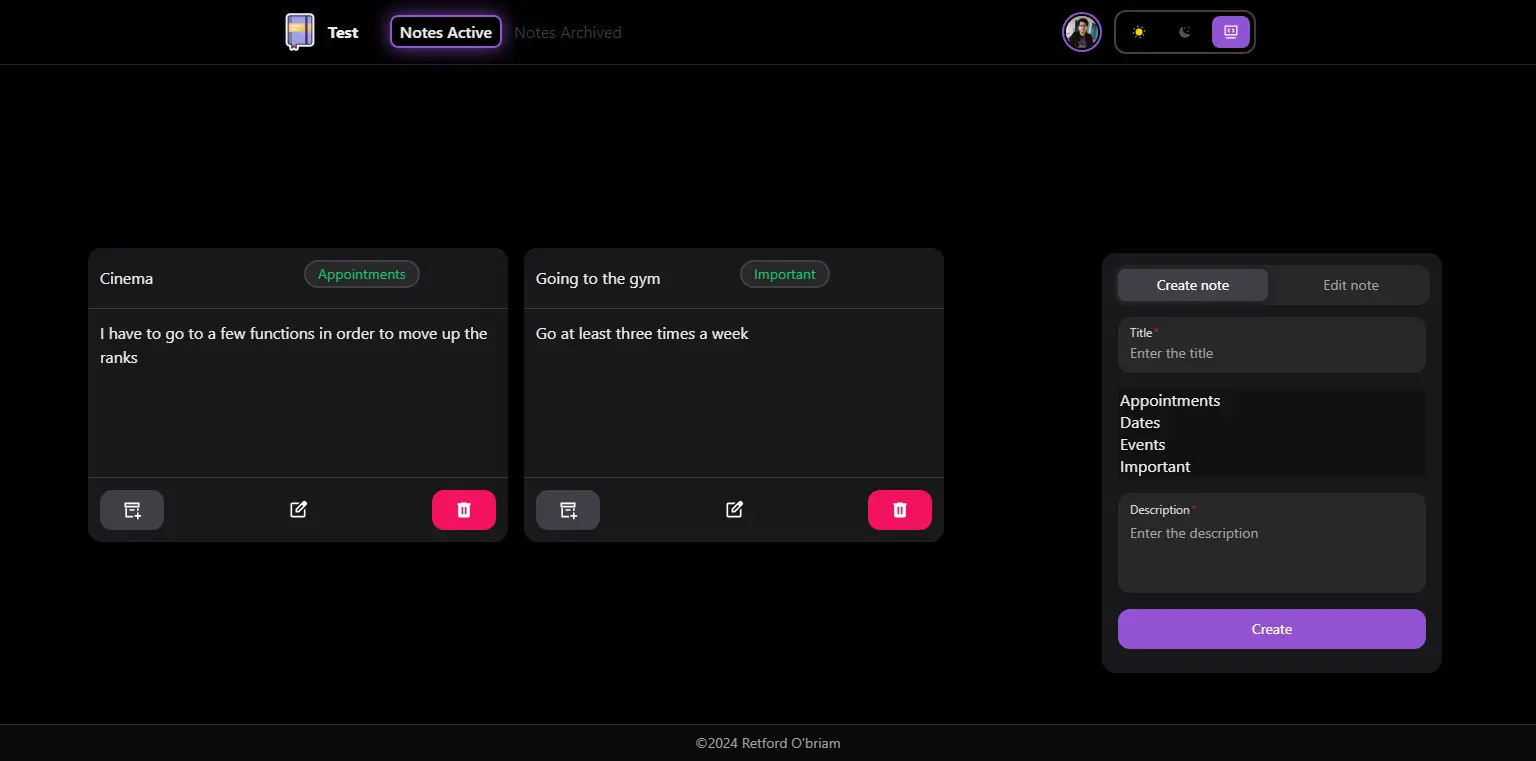 Test
Notes Active
Notes Archived
Cinema
Appointments
I have to go to a few functions in order to move up the
ranks
Going to the gym
Important
Go at least three times a week
Create note
Edit note
Title*
Enter the title
Appointments
Dates
Events
Important
Description*
Enter the description
Create
©2024 Retford O'briam